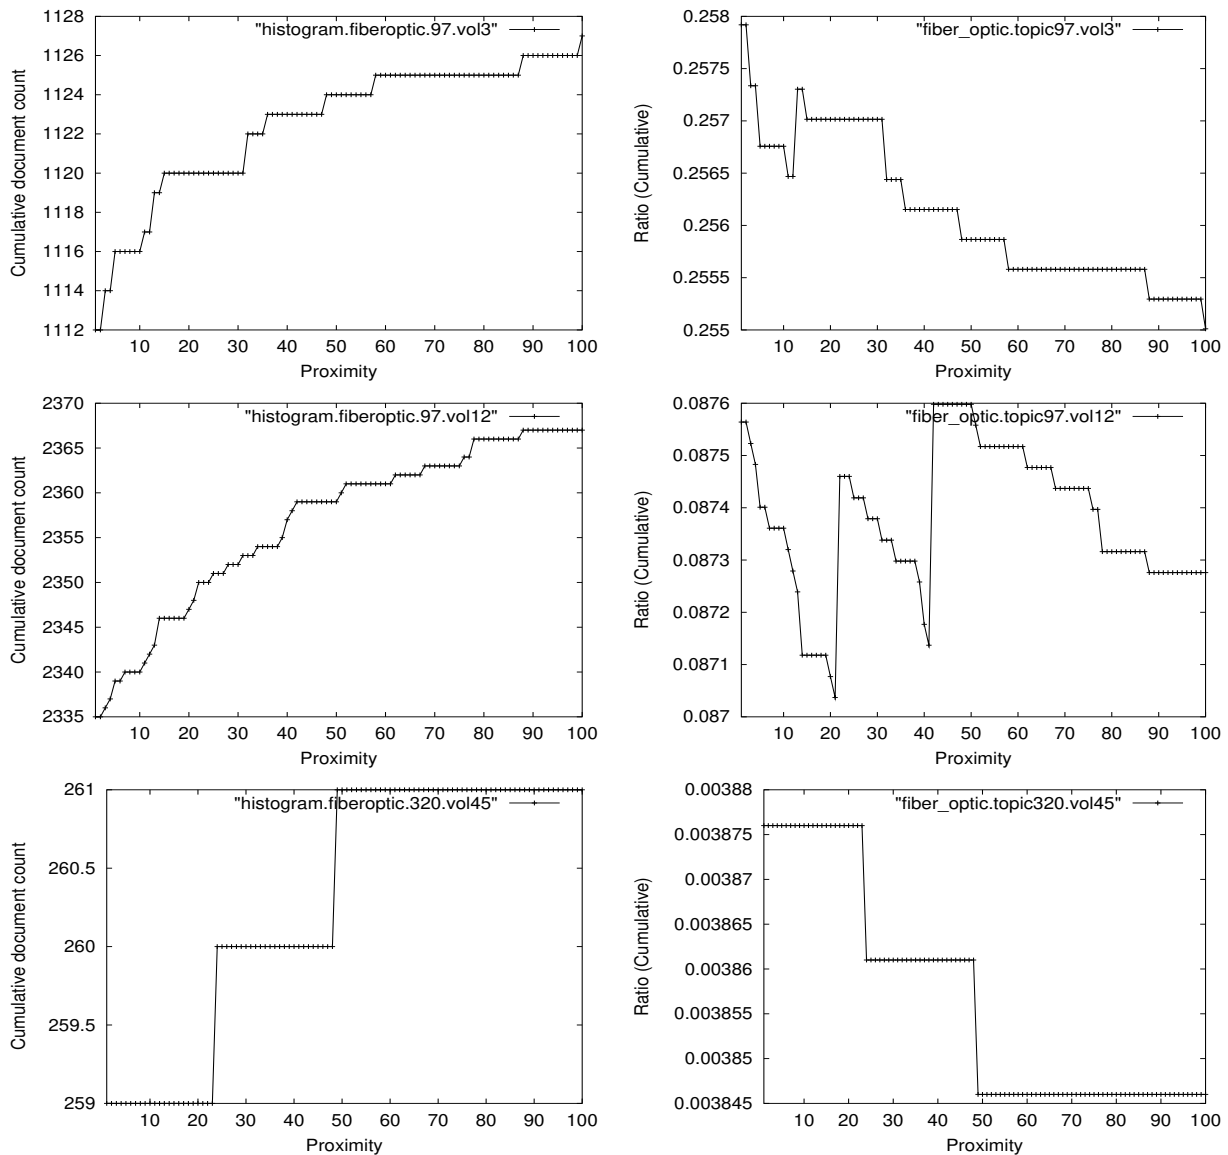 "histogram.fiberoptic.97.vol3"
Cumulative document count
1128
1126
1124
1122
1120
1118
1116
1114
1112
10 20 30 40 50 60 70 80 90 100
Proximity
"fiber_optic.topic97.vol3"
Ratio (Cumulative)
0.258
0.2575
0.257
0.2565
0.256
0.2555
0.255
10 20 30 40 50 60 70 80 90 100
Proximity
"histogram.fiberoptic.97.vol12"
Cumulative document count
2370
2365
2360
2355
2350
2345
2340
2335
10 20 30 40 50 60 70 80 90 100
Proximity
"fiber_optic.topic97.vol12"
Ratio (Cumulative)
0.0876
0.0875
0.0874
0.0873
0.0872
0.0871
0.087
10 20 30 40 50 60 70 80 90 100
Proximity
"histogram.fiberoptic.320.vol45"
Cumulative document count
261
260.5
260
259.5
259
10 20 30 40 50 60 70 80 90 100
Proximity
"fiber_optic.topic320.vol45"
Ratio (Cumulative)
0.00388
0.003875
0.00387
0.003865
0.00386
0.003855
0.00385
0.003845
10 20 30 40 50 60 70 80 90 100
Proximity